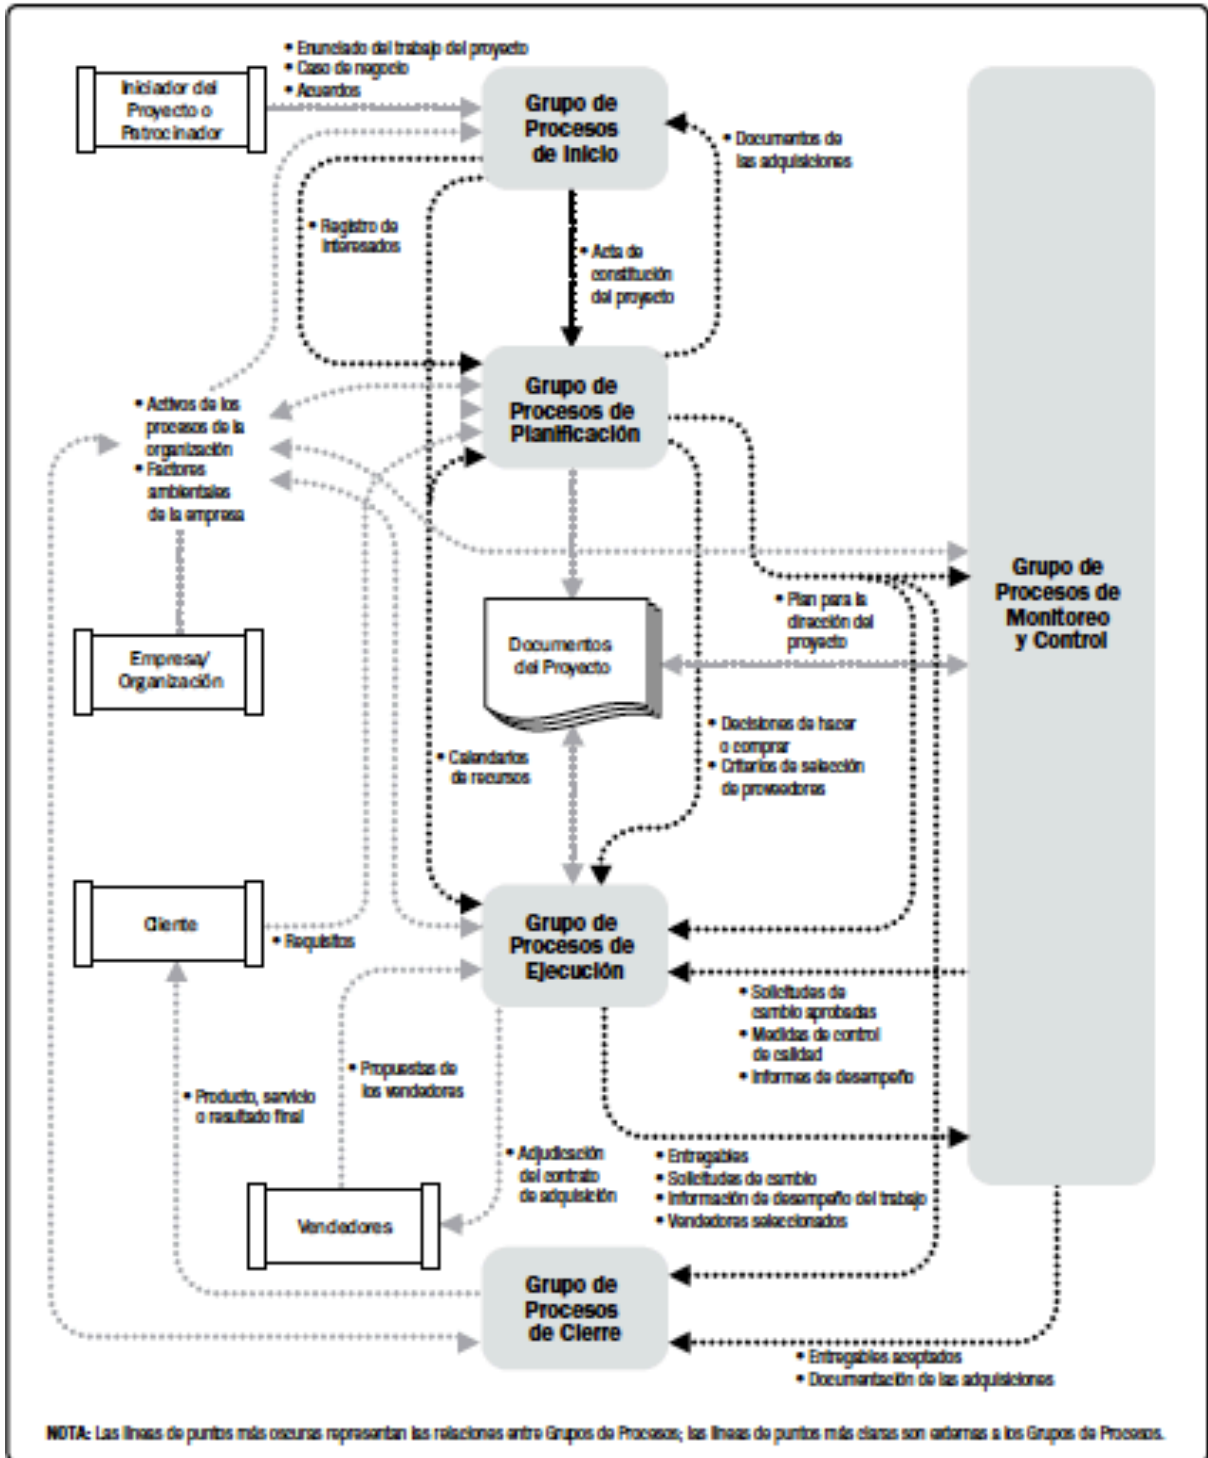 • Enunciado del trabajo del proyecto
• Caso de negocio
• Acuerdos
Iniciador del
Proyecto o
Patrocinador
Grupo de
Procesos
de Inicio
• Documentos de
las adquisiciones
• Registro de
interesados
• Acta de
constitución
del proyecto
Grupo de
Procesos de
Planificación
• Activos de los
procesos de la
organización
• Factores
ambientales
de la empresa
Grupo de
Procesos de
Monitoreo
y Control
• Plan para la
dirección del
proyecto
Documentos
del Proyecto
Empresa/
Organización
• Decisiones de hacer
o comprar
• Criterios de selección
de proveedores
• Calendarios
de recursos
Cliente
• Requisitos
Grupo de
Procesos de
Ejecución
• Solicitudes de
cambio aprobadas
• Medidas de control
de calidad
• Informes de desempeño
• Propuestas de
los vendedores
• Producto, servicio
o resultado final
• Adjudicación
del contrato
de adquisición
• Entregables
• Solicitudes de cambio
• Información de desempeño del trabajo
• Vendedores seleccionados
Vendedores
Grupo de
Procesos
de Cierre
• Entregables aceptados
• Documentación de las adquisiciones
NOTA: Las líneas de puntos más oscuras representan las relaciones entre Grupos de Procesos; las líneas de puntos más claras son externas a los Grupos de Procesos.